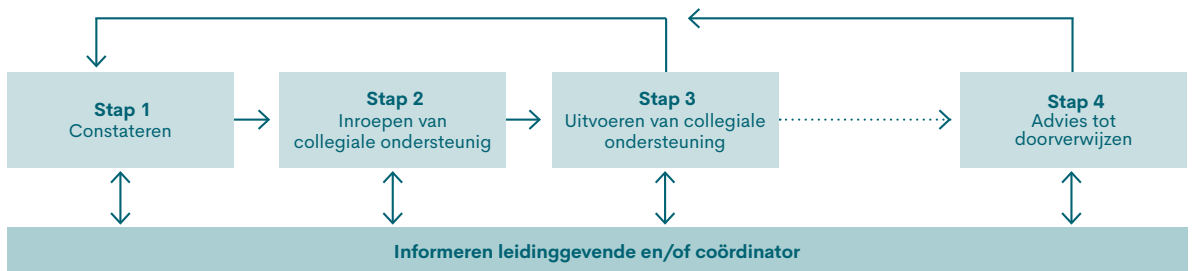 Stap 1
Constateren
Stap 2
Inroepen van
collegiale ondersteunig
Stap 3
Uitvoeren van collegiale
ondersteuning
Stap 4
Advies tot
doorverwijzen
Informeren leidinggevende en/of coördinator